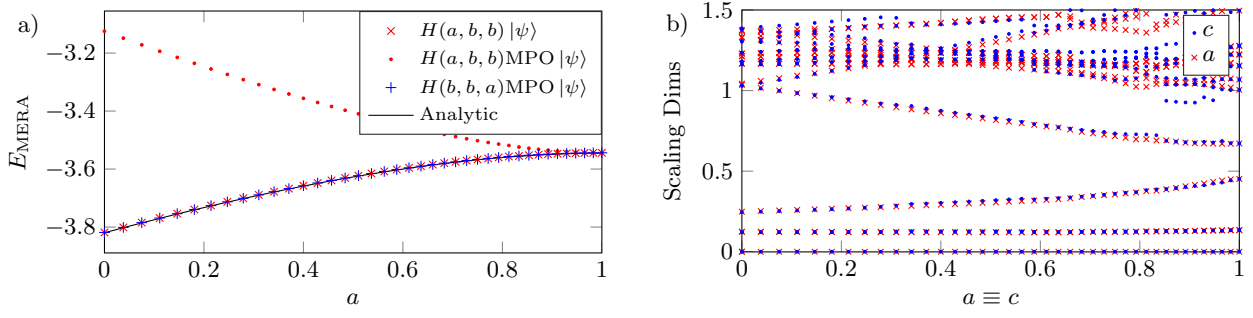 a)
E_MERA
−3.2
−3.4
−3.6
−3.8
0
0.2
0.4
0.6
0.8
1
a
H(a, b, b) |ψ⟩
H(a, b, b)MPO |ψ⟩
H(b, b, a)MPO |ψ⟩
Analytic
b)
Scaling Dims
1.5
1
0.5
0
0
0.2
0.4
0.6
0.8
1
a ≡ c
c
a